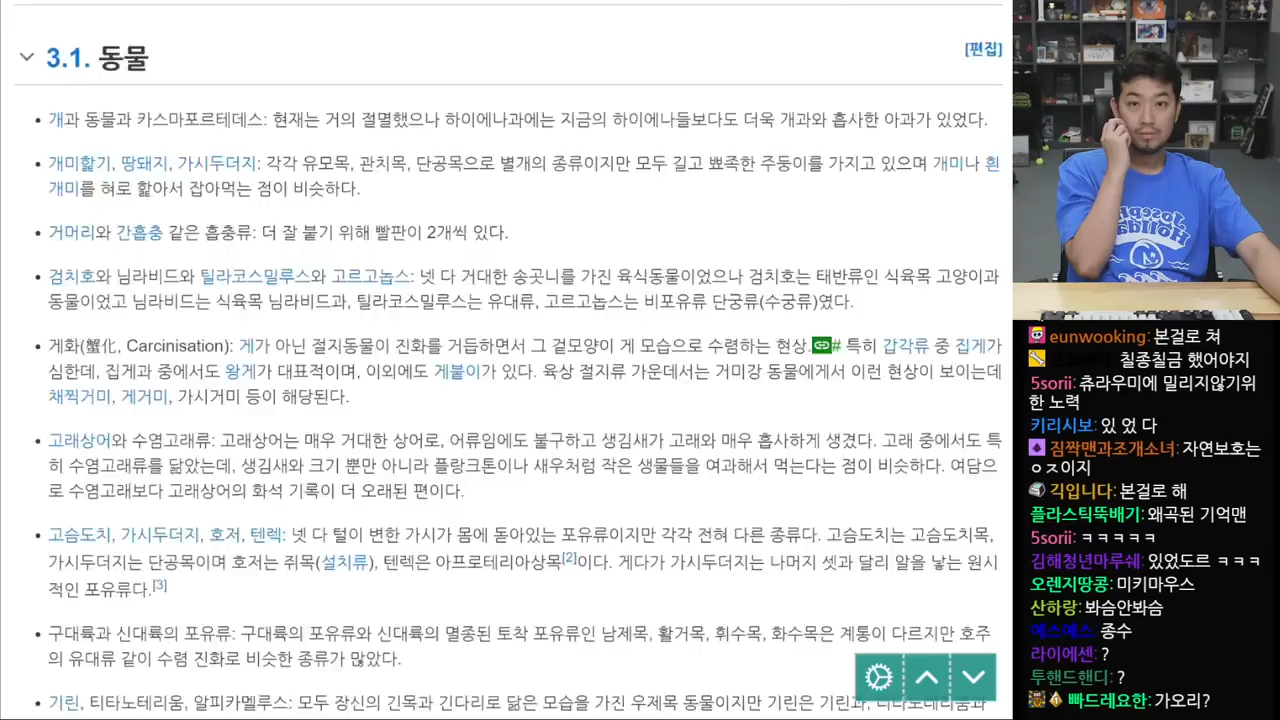 3.1. 동물
[편집]
개과 동물과 카스마포르테데스: 현재는 거의 절멸했으나 하이에나과에는 지금의 하이에나들보다도 더욱 개과와 흡사한 아과가 있었다.
개미핥기, 땅돼지, 가시두더지: 각각 유모목, 관치목, 단공목으로 별개의 종류이지만 모두 길고 뾰족한 주둥이를 가지고 있으며 개미나 흰
개미를 혀로 핥아서 잡아먹는 점이 비슷하다.
거머리와 간흡충 같은 흡충류: 더 잘 붙기 위해 빨판이 2개씩 있다.
검치호와 님라비드와 틸라코스밀루스와 고르고놉스: 넷 다 거대한 송곳니를 가진 육식동물이었으나 검치호는 태반류인 식육목 고양이과
동물이었고 님라비드는 식육목 님라비드과, 틸라코스밀루스는 유대류, 고르고놉스는 비포유류 단궁류(수궁류)였다.
게화(蟹化, Carcinisation): 게가 아닌 절지동물이 진화를 거듭하면서 그 겉모양이 게 모습으로 수렴하는 현상.# 특히 갑각류 중 집게가
심한데, 집게과 중에서도 왕게가 대표적이며, 이외에도 게붙이가 있다. 육상 절지류 가운데서는 거미강 동물에게서 이런 현상이 보이는데
채찍거미, 게거미, 가시거미 등이 해당된다.
고래상어와 수염고래류: 고래상어는 매우 거대한 상어로, 어류임에도 불구하고 생김새가 고래와 매우 흡사하게 생겼다. 고래 중에서도 특
히 수염고래류를 닮았는데, 생김새와 크기 뿐만 아니라 플랑크톤이나 새우처럼 작은 생물들을 여과해서 먹는다는 점이 비슷하다. 여담으
로 수염고래보다 고래상어의 화석 기록이 더 오래된 편이다.
고슴도치, 가시두더지, 호저, 텐렉: 넷 다 털이 변한 가시가 몸에 돋아있는 포유류이지만 각각 전혀 다른 종류다. 고슴도치는 고슴도치목,
가시두더지는 단공목이며 호저는 쥐목(설치류), 텐렉은 아프로테리아상목[2]이다. 게다가 가시두더지는 나머지 셋과 달리 알을 낳는 원시
적인 포유류다.[3]
구대륙과 신대륙의 포유류: 구대륙의 포유류와 신대륙의 멸종된 토착 포유류인 남제목, 활거목, 휘수목, 화수목은 계통이 다르지만 호주
의 유대류 같이 수렴 진화로 비슷한 종류가 많았다.
기린, 티타노테리움, 알피카멜루스: 모두 장신의 긴목과 긴다리로 닮은 모습을 가진 우제목 동물이지만 기린은 기린과,
eunwooking: 본걸로 쳐
칠종칠금 했어야지
5sorii: 츄라우미에 밀리지않기위
한 노력
키리시보: 있 었 다
짐짝맨과조개소녀: 자연보호는
ㅇㅈ이지
긱입니다: 본걸로 해
플라스틱뚝배기: 왜곡된 기억맨
5sorii: ㅋㅋㅋㅋㅋ
김해청년마루쉐: 있었도르 ㅋㅋㅋ
오렌지땅콩: 미키마우스
산하랑: 봐슴안봐슴
에스에스: 종수
라이에센: ?
투핸드핸디: ?
빠드레요한: 가오리?